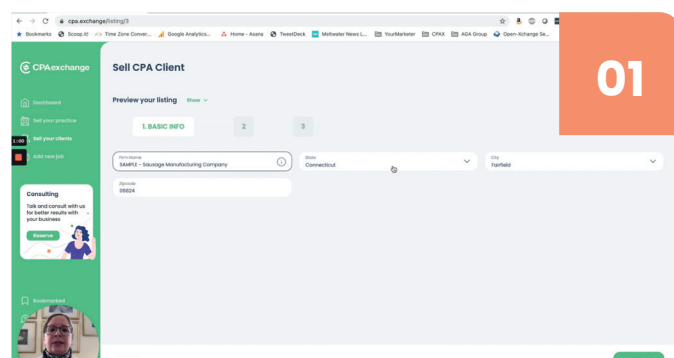 cpa.exchange/listing/3
Bookmarks Scoop.it! Time Zone Conver... Google Analytics... Home - Asana TweetDeck Meltwater News L... YourMarketer CPAX ADA Group Open-Xchange Se...
01
CPAexchange
Sell CPA Client
Dashboard
Preview your listing Show
Sell your practice
1. BASIC INFO 2 3
Sell your clients
1:00
Add new job
Firm Name
SAMPLE - Sausage Manufacturing Company
State
Connecticut
City
Fairfield
Zipcode
06824
Consulting
Talk and consult with us
for better results with
your business
Reserve
Bookmarked